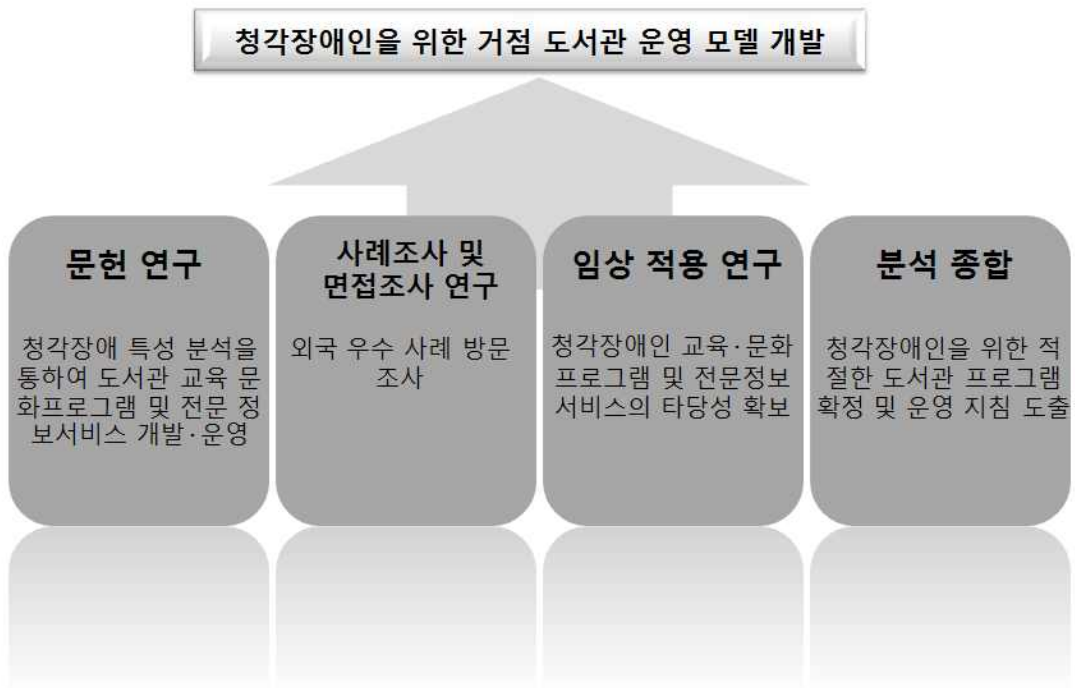 청각장애인을 위한 거점 도서관 운영 모델 개발
문헌 연구
청각장애 특성 분석을
통하여 도서관 교육 문
화프로그램 및 전문 정
보서비스 개발·운영
사례조사 및
면접조사 연구
외국 우수 사례 방문
조사
임상 적용 연구
청각장애인 교육·문화
프로그램 및 전문정보
서비스의 타당성 확보
분석 종합
청각장애인을 위한 적
절한 도서관 프로그램
확정 및 운영 지침 도출